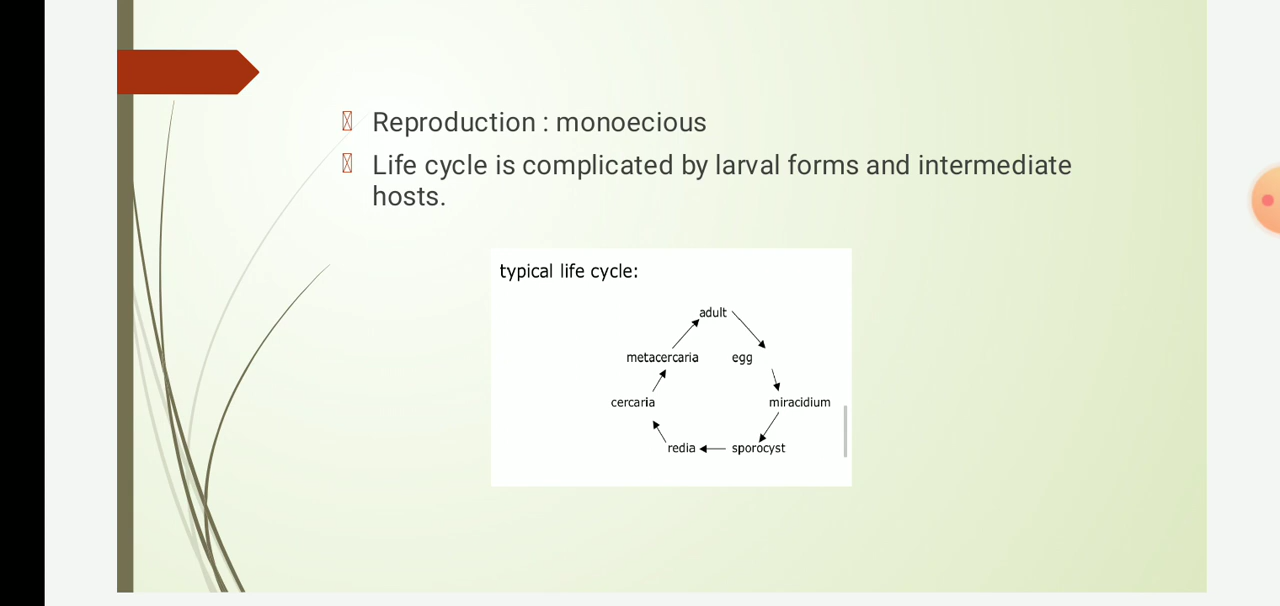 Reproduction : monoecious
Life cycle is complicated by larval forms and intermediate
hosts.
typical life cycle:
adult
metacercaria egg
cercaria miracidium
redia sporocyst